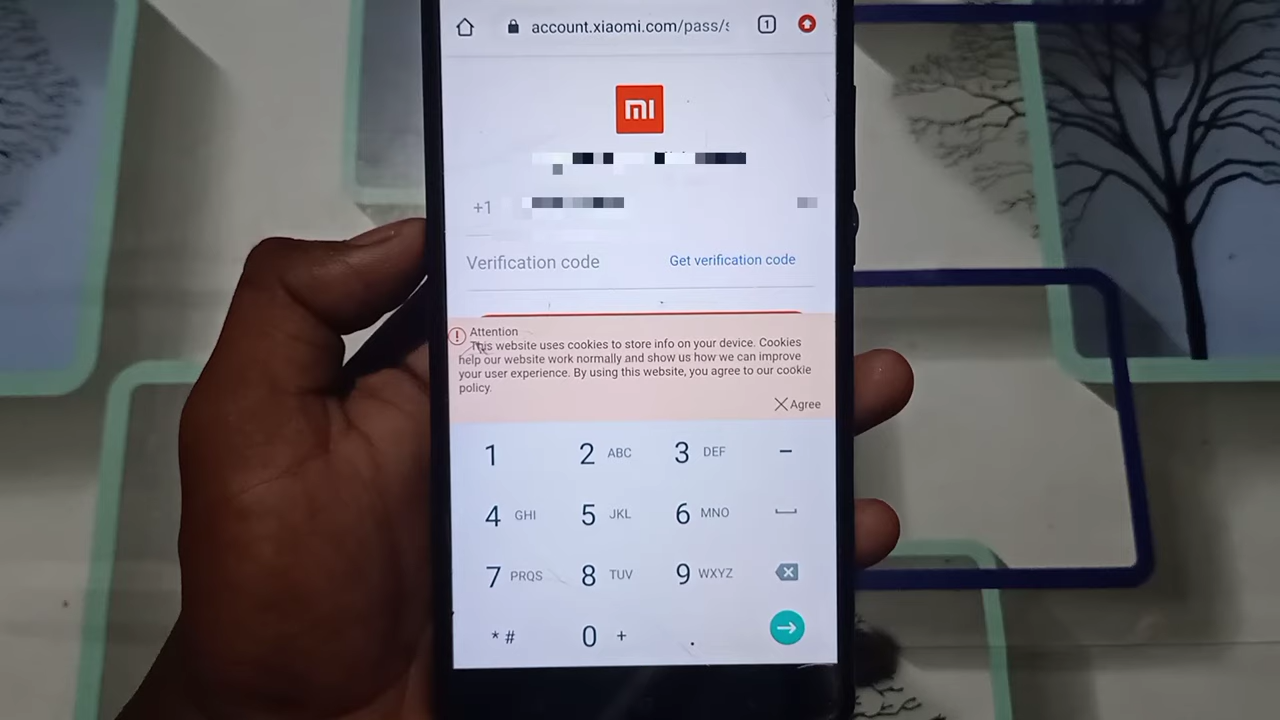 account.xiaomi.com/pass/s
1
mi
+1
Verification code
Get verification code
Attention
This website uses cookies to store info on your device. Cookies
help our website work normally and show us how we can improve
your user experience. By using this website, you agree to our cookie
policy.
Agree
1
2 ABC
3 DEF
-
4 GHI
5 JKL
6 MNO
7 PRQS
8 TUV
9 WXYZ
* #
0 +
.